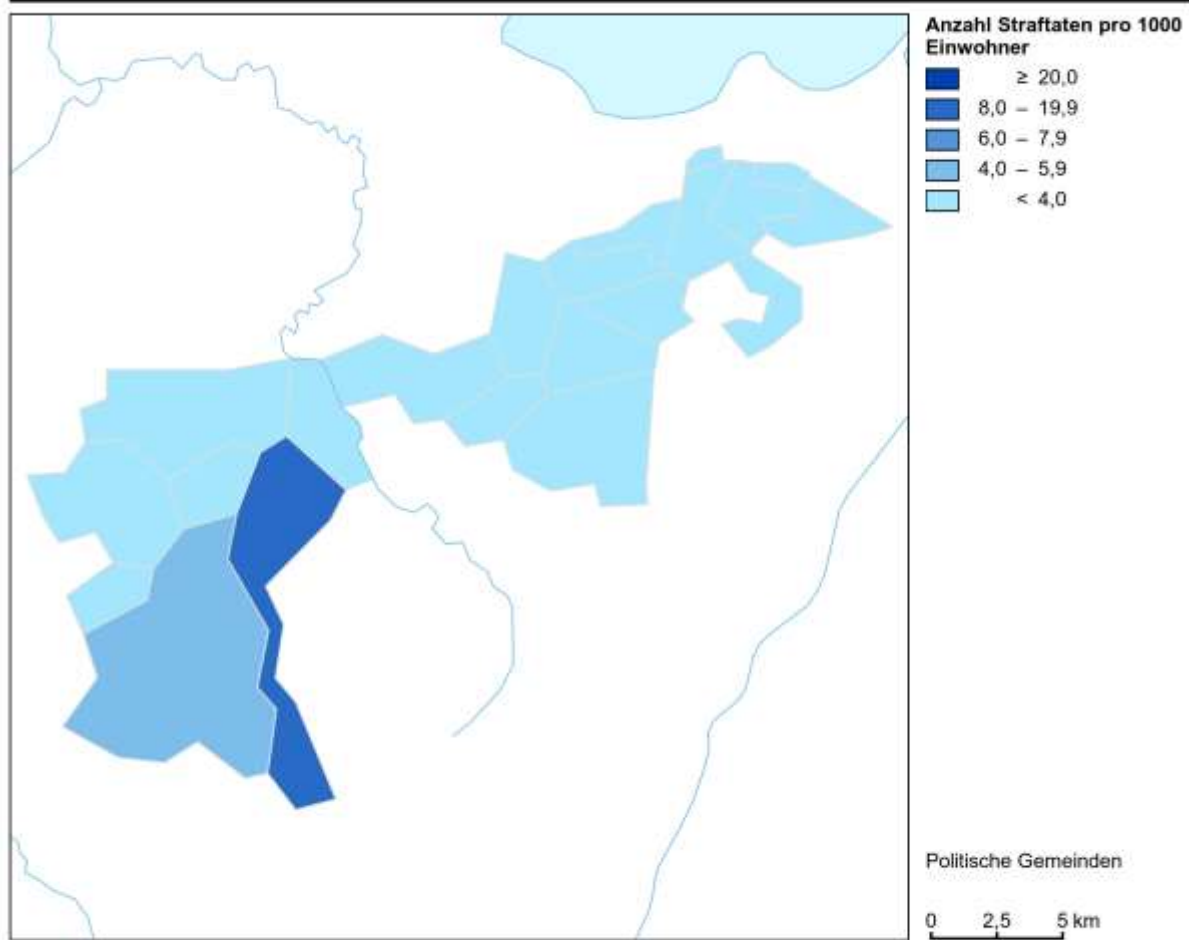 Anzahl Straftaten pro 1000
Einwohner
≥ 20,0
8,0 – 19,9
6,0 – 7,9
4,0 – 5,9
< 4,0
Politische Gemeinden
0 2,5 5 km